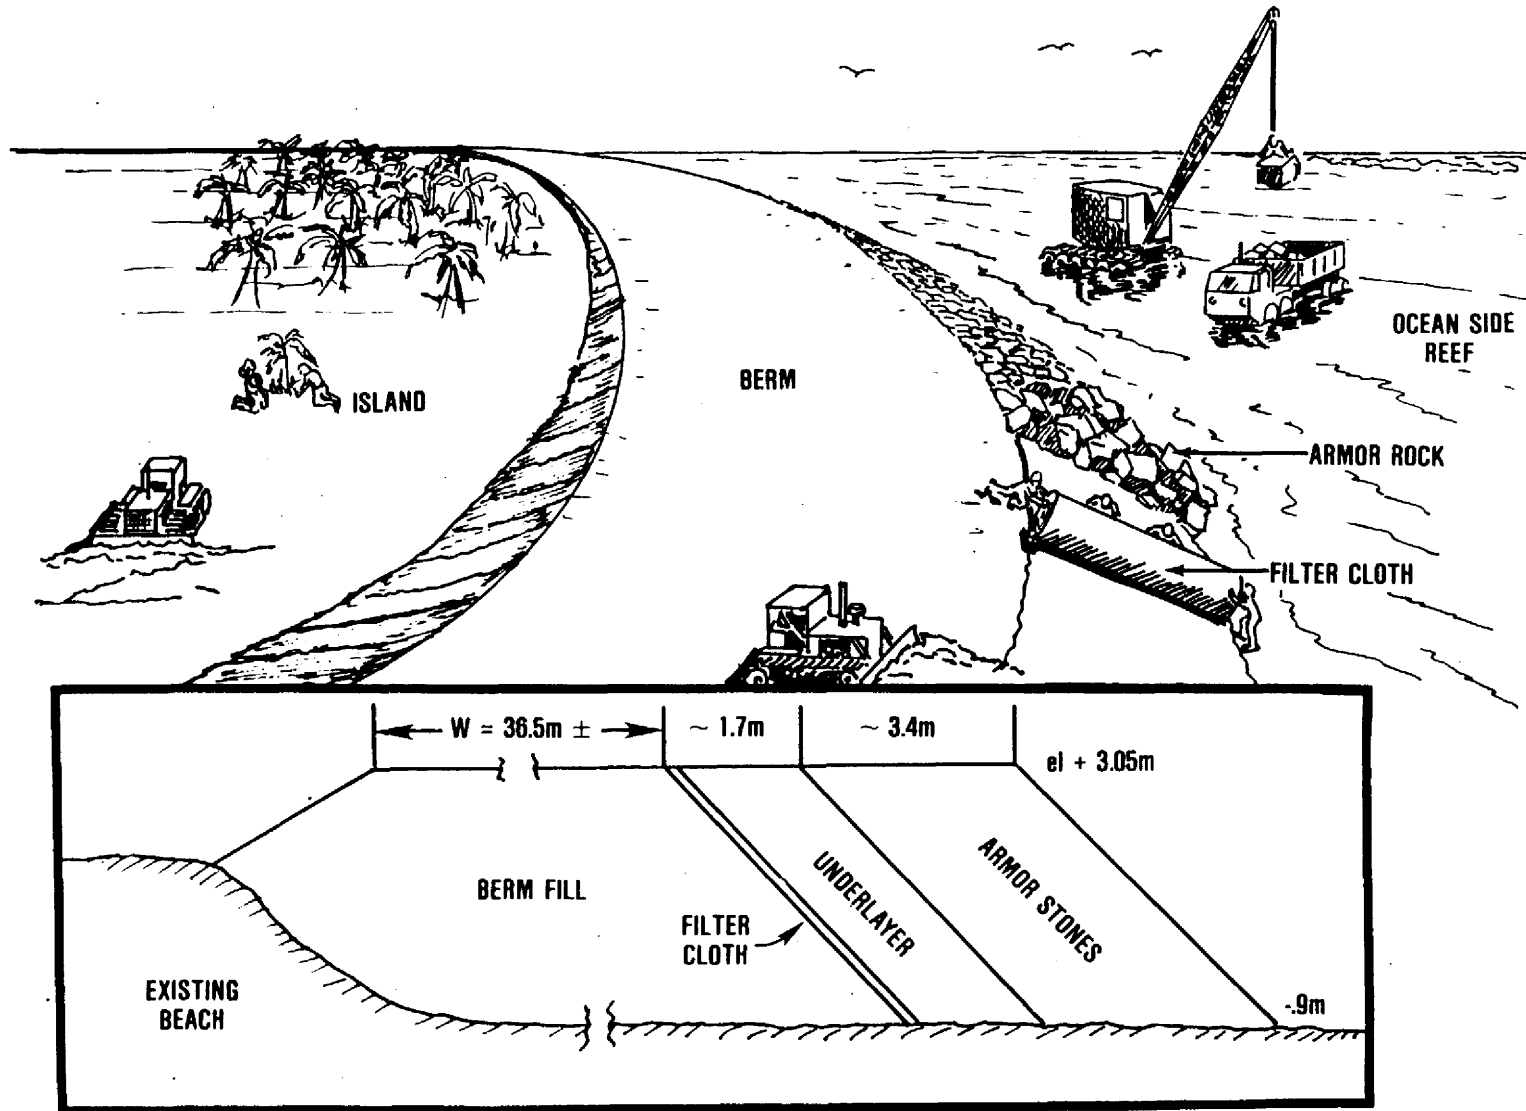 OCEAN SIDE
REEF
BERM
ISLAND
ARMOR ROCK
FILTER CLOTH
W = 36.5m ±
~ 1.7m
~ 3.4m
el + 3.05m
BERM FILL
FILTER
CLOTH
UNDERLAYER
ARMOR STONES
EXISTING
BEACH
-.9m